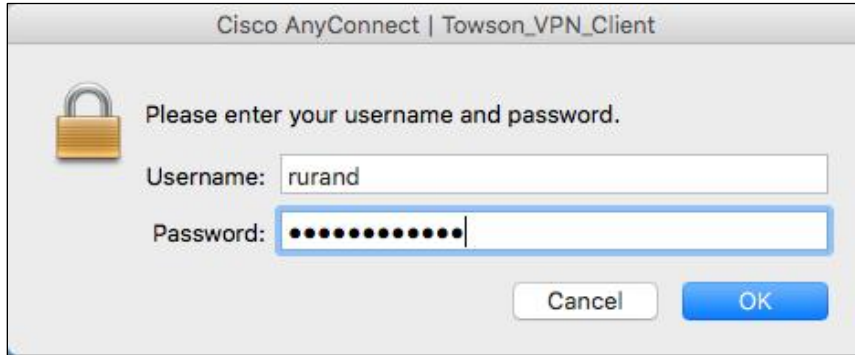 Cisco AnyConnect | Towson_VPN_Client
Please enter your username and password.
Username: rurand
Password: ••••••••••••
Cancel OK